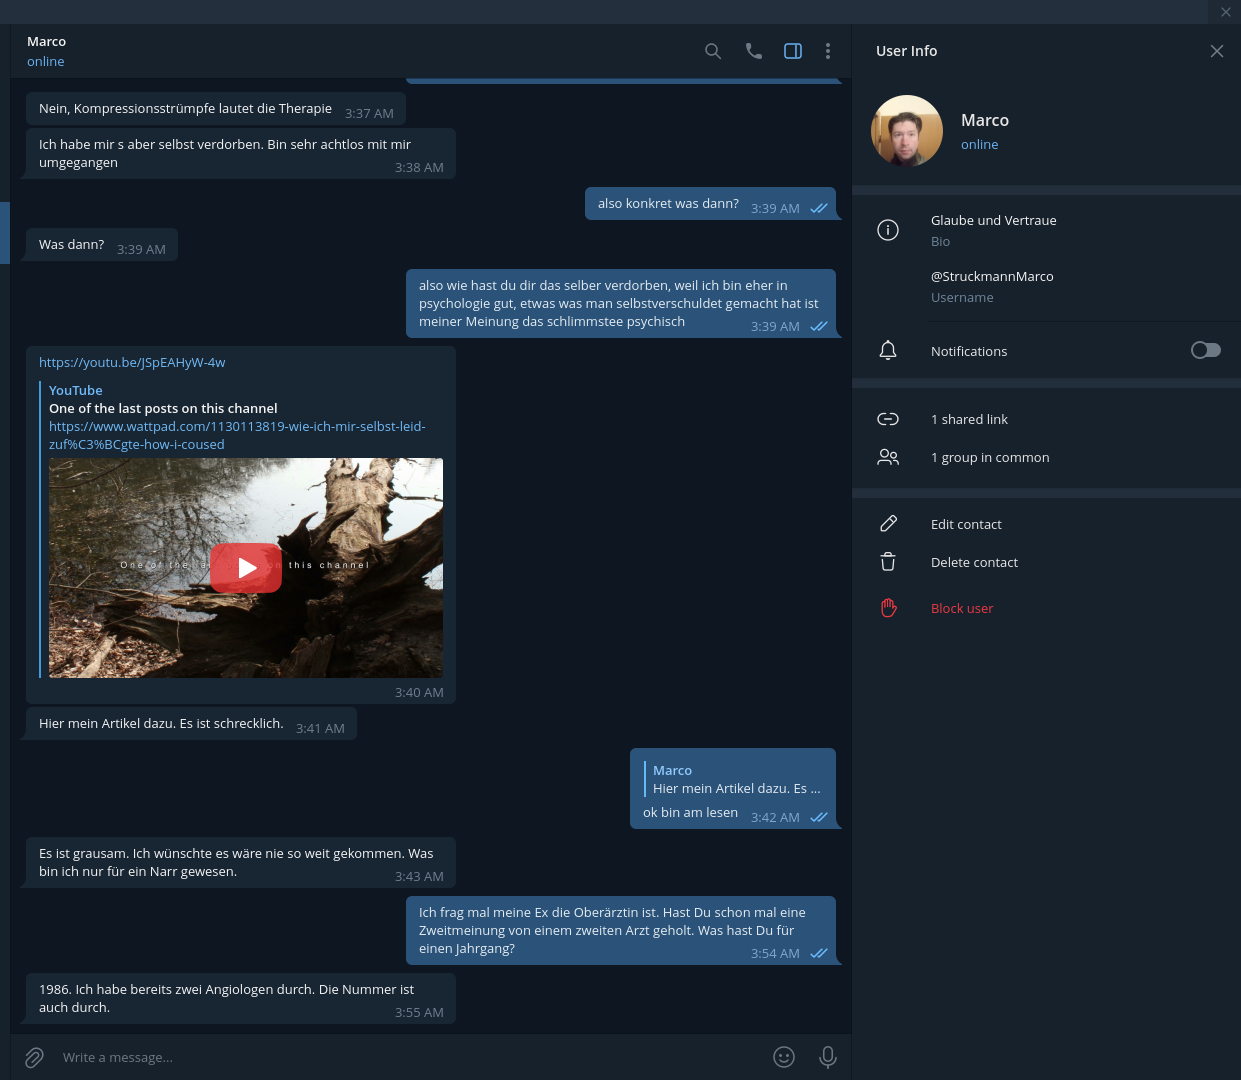 Marco
online
Nein, Kompressionsstrümpfe lautet die Therapie 3:37 AM
Ich habe mir s aber selbst verdorben. Bin sehr achtlos mit mir
umgegangen 3:38 AM
also konkret was dann? 3:39 AM
Was dann? 3:39 AM
also wie hast du dir das selber verdorben, weil ich bin eher in
psychologie gut, etwas was man selbstverschuldet gemacht hat ist
meiner Meinung das schlimmstee psychisch 3:39 AM
https://youtu.be/JSpEAHyW-4w
YouTube
One of the last posts on this channel
https://www.wattpad.com/1130113819-wie-ich-mir-selbst-leid-
zuf%C3%BCgte-how-i-coused
One of the on this channel
3:40 AM
Hier mein Artikel dazu. Es ist schrecklich. 3:41 AM
Marco
Hier mein Artikel dazu. Es ...
ok bin am lesen 3:42 AM
Es ist grausam. Ich wünschte es wäre nie so weit gekommen. Was
bin ich nur für ein Narr gewesen. 3:43 AM
Ich frag mal meine Ex die Oberärztin ist. Hast Du schon mal eine
Zweitmeinung von einem zweiten Arzt geholt. Was hast Du für
einen Jahrgang? 3:54 AM
1986. Ich habe bereits zwei Angiologen durch. Die Nummer ist
auch durch. 3:55 AM
Write a message...
User Info
Marco
online
Glaube und Vertraue
Bio
@StruckmannMarco
Username
Notifications
1 shared link
1 group in common
Edit contact
Delete contact
Block user